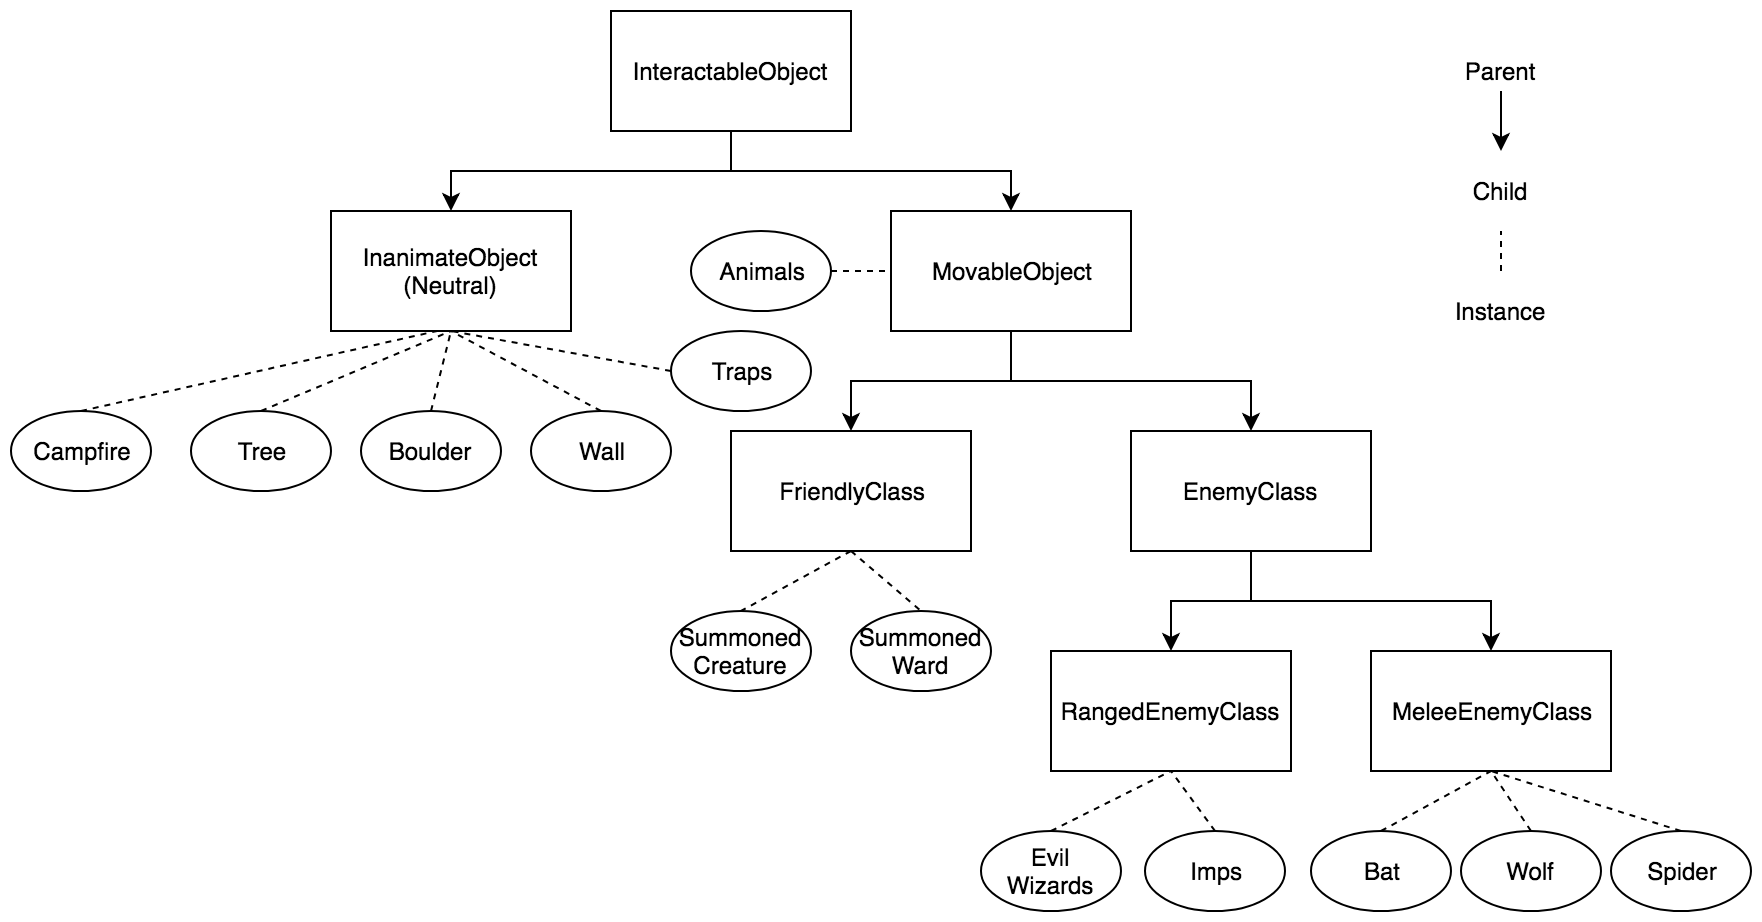 InteractableObject
Parent
Child
InanimateObject
(Neutral)
Animals
MovableObject
Instance
Traps
Campfire
Tree
Boulder
Wall
FriendlyClass
EnemyClass
Summoned
Creature
Summoned
Ward
RangedEnemyClass
MeleeEnemyClass
Evil
Wizards
Imps
Bat
Wolf
Spider